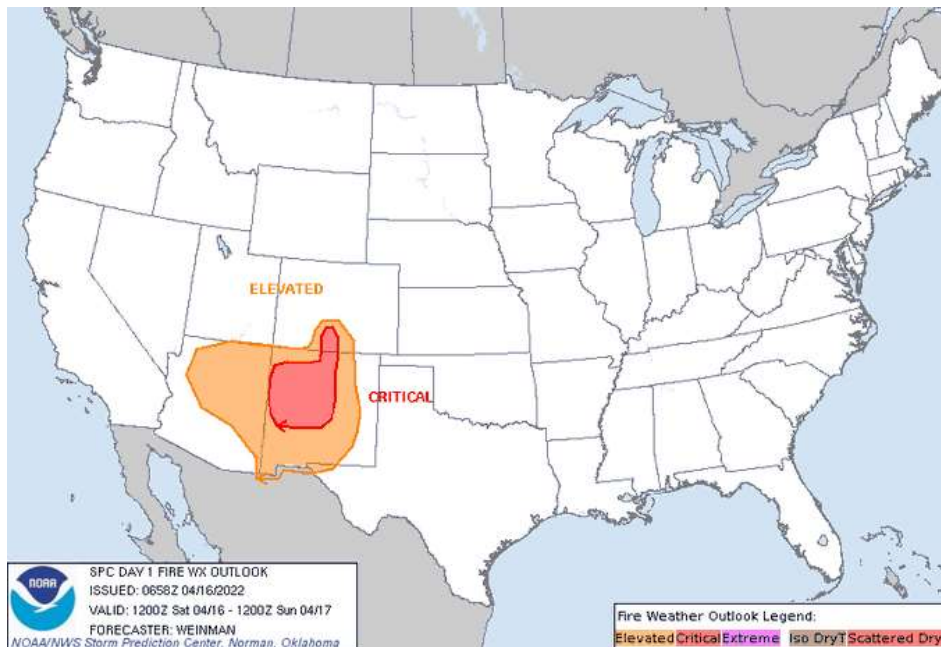 ELEVATED
CRITICAL
NOAA
SPC DAY 1 FIRE WX OUTLOOK
ISSUED: 0658Z 04/16/2022
VALID: 1200Z Sat 04/16 - 1200Z Sun 04/17
FORECASTER: WEINMAN
NOAA/NWS Storm Prediction Center, Norman, Oklahoma
Fire Weather Outlook Legend:
Elevated Critical Extreme Iso DryT Scattered Dry